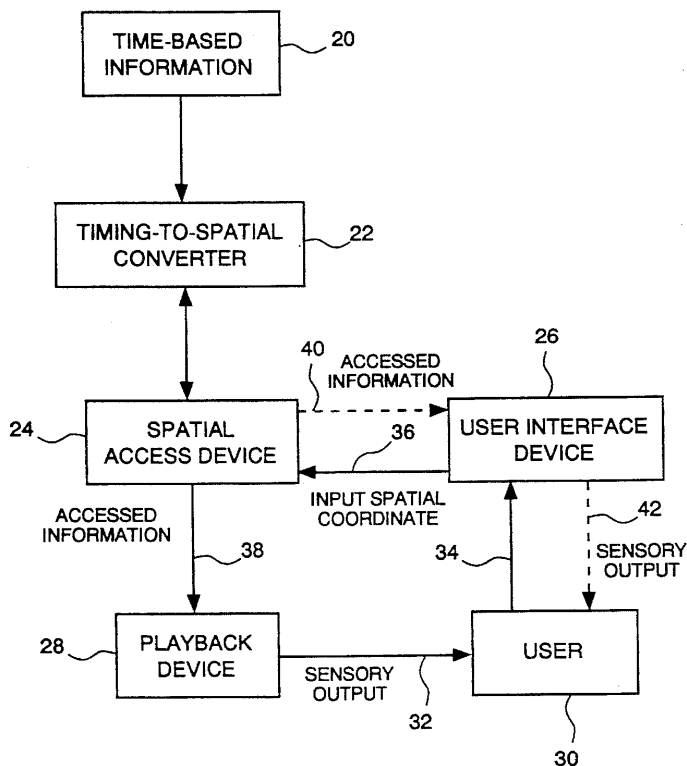 TIME-BASED
INFORMATION
20
TIMING-TO-SPATIAL
CONVERTER
22
40
ACCESSED
INFORMATION
26
24
SPATIAL
ACCESS DEVICE
36
USER INTERFACE
DEVICE
INPUT SPATIAL
COORDINATE
ACCESSED
INFORMATION
38
34
42
SENSORY
OUTPUT
28
PLAYBACK
DEVICE
SENSORY
OUTPUT
32
USER
30